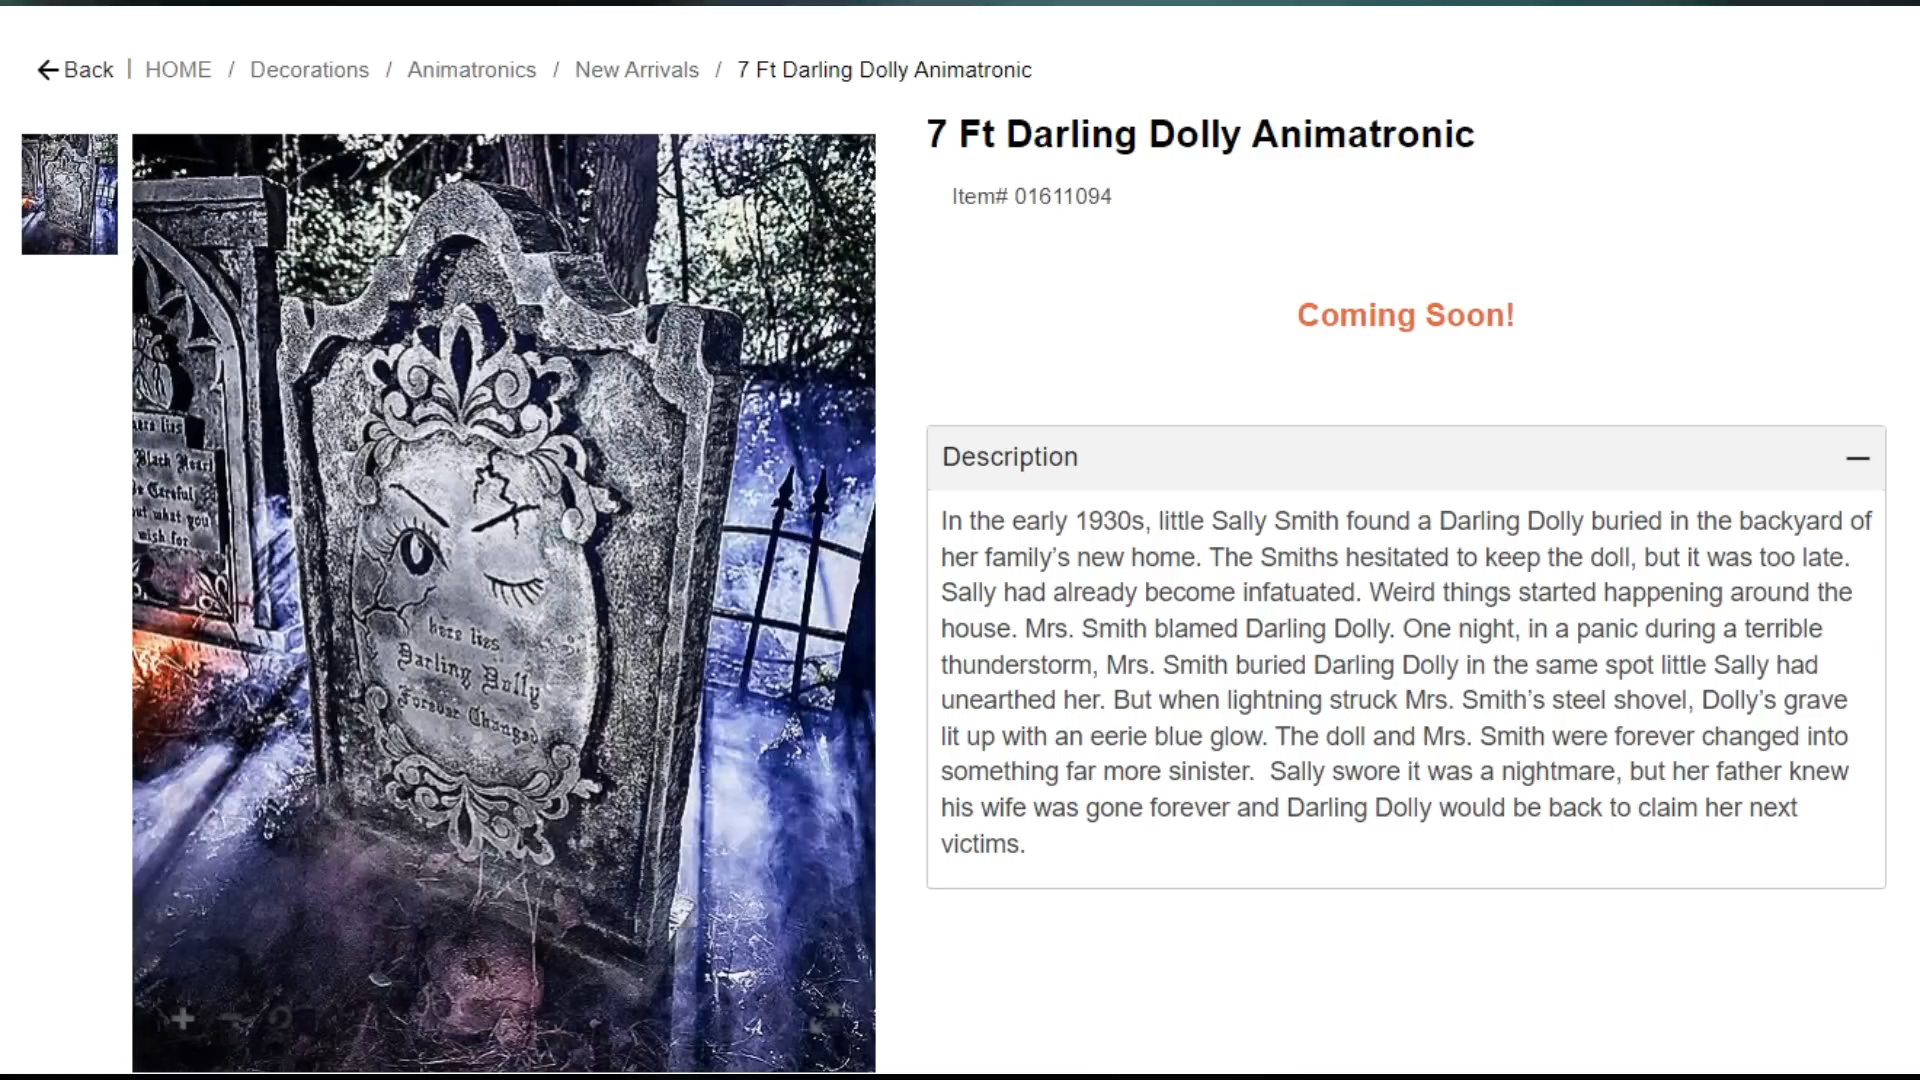 Back | HOME / Decorations / Animatronics / New Arrivals / 7 Ft Darling Dolly Animatronic
7 Ft Darling Dolly Animatronic
Item# 01611094
Coming Soon!
Description
In the early 1930s, little Sally Smith found a Darling Dolly buried in the backyard of
her family’s new home. The Smiths hesitated to keep the doll, but it was too late.
Sally had already become infatuated. Weird things started happening around the
house. Mrs. Smith blamed Darling Dolly. One night, in a panic during a terrible
thunderstorm, Mrs. Smith buried Darling Dolly in the same spot little Sally had
unearthed her. But when lightning struck Mrs. Smith’s steel shovel, Dolly’s grave
lit up with an eerie blue glow. The doll and Mrs. Smith were forever changed into
something far more sinister.  Sally swore it was a nightmare, but her father knew
his wife was gone forever and Darling Dolly would be back to claim her next
victims.
here lies
Black Heart
Be Careful
but what you
wish for
here lies
Darling Dolly
Forever Changed